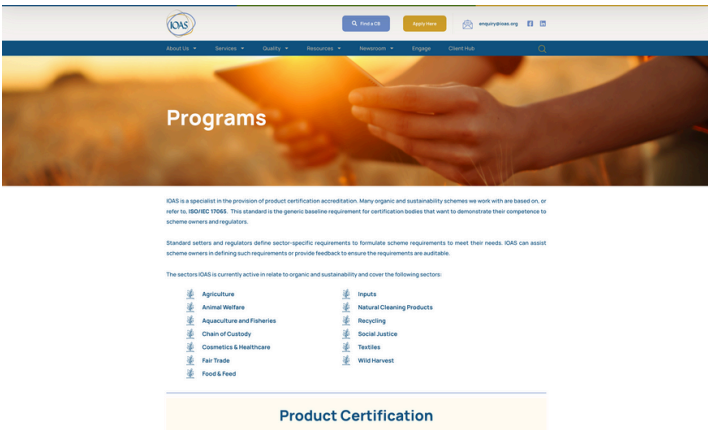 IOAS
Find a CB
Apply Here
enquiry@ioas.org
About Us
Services
Quality
Resources
Newsroom
Engage
Client Hub
Programs
IOAS is a specialist in the provision of product certification accreditation. Many organic and sustainability schemes we work with are based on, or
refer to, ISO/IEC 17065. This standard is the generic baseline requirement for certification bodies that want to demonstrate their competence to
scheme owners and regulators.
Standard setters and regulators define sector-specific requirements to formulate scheme requirements to meet their needs. IOAS can assist
scheme owners in defining such requirements or provide feedback to ensure the requirements are auditable.
The sectors IOAS is currently active in relate to organic and sustainability and cover the following sectors:
Agriculture
Animal Welfare
Aquaculture and Fisheries
Chain of Custody
Cosmetics & Healthcare
Fair Trade
Food & Feed
Inputs
Natural Cleaning Products
Recycling
Social Justice
Textiles
Wild Harvest
Product Certification